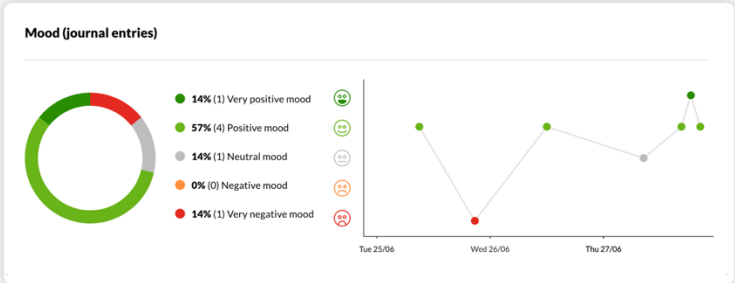 Mood (journal entries)
14% (1) Very positive mood
57% (4) Positive mood
14% (1) Neutral mood
0% (0) Negative mood
14% (1) Very negative mood
Tue 25/06 Wed 26/06 Thu 27/06